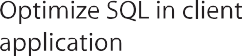 Optimize SQL in client
application